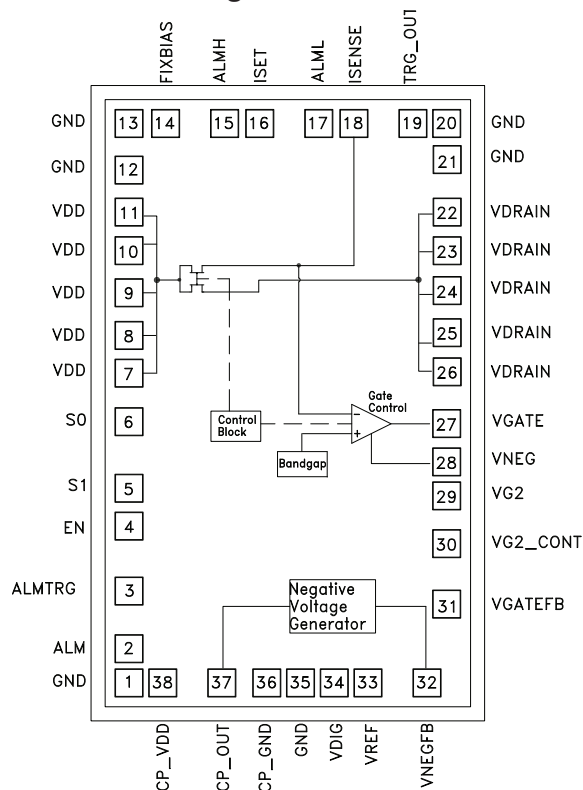 FIXBIAS
ALMH
ISET
ALML
ISENSE
TRG_OUT
GND 13 14 15 16 17 18 19 20 GND
GND 12 21 GND
VDD 11 22 VDRAIN
VDD 10 23 VDRAIN
VDD 9 24 VDRAIN
VDD 8 25 VDRAIN
VDD 7 26 VDRAIN
Gate
Control
S0 6 27 VGATE
Control
Block
− +
Bandgap
28 VNEG
S1 5 29 VG2
EN 4 30 VG2_CONT
ALMTRG 3 31 VGATEFB
Negative
Voltage
Generator
ALM 2
GND 1 38 37 36 35 34 33 32
CP_VDD
CP_OUT
CP_GND
GND
VDIG
VREF
VNEGFB